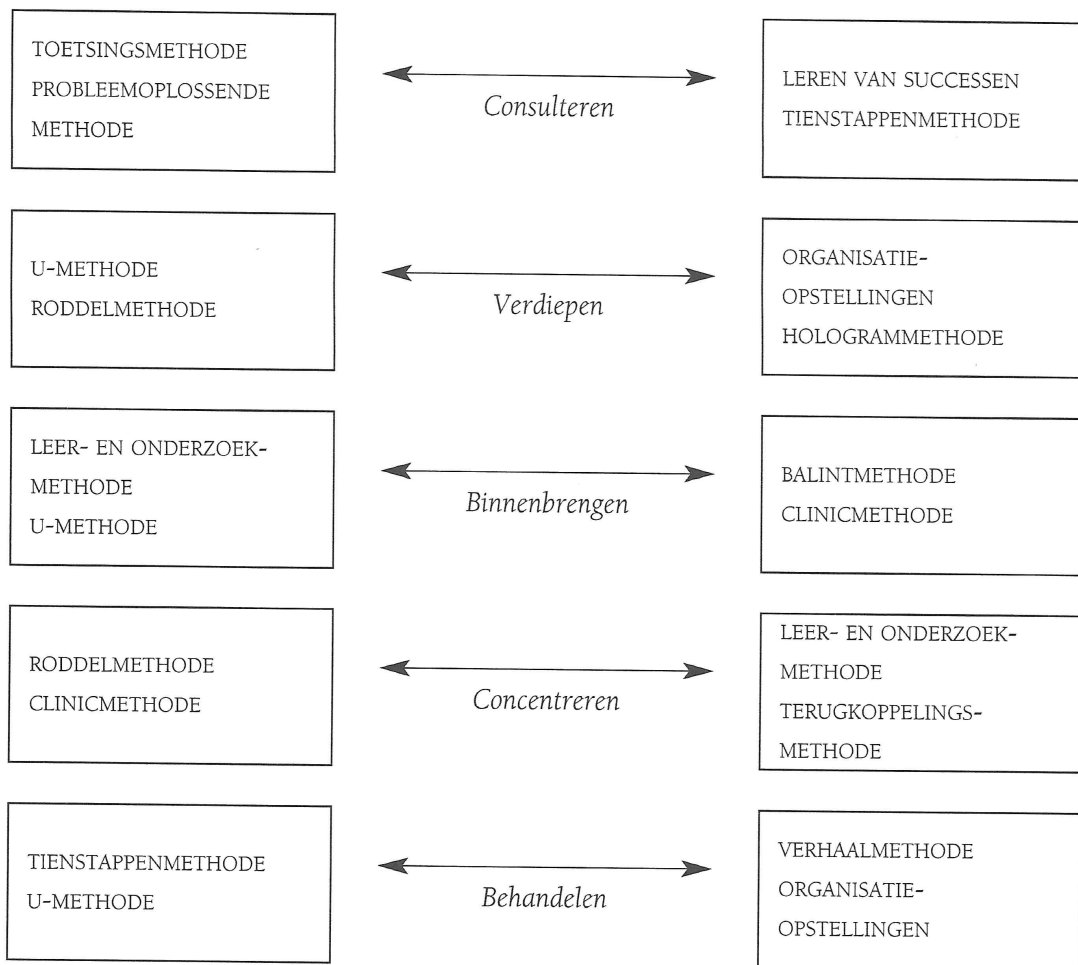 TOETSINGSMETHODE
PROBLEEMOPLOSSENDE
METHODE
Consulteren
LEREN VAN SUCCESSEN
TIENSTAPPENMETHODE
U-METHODE
RODDELMETHODE
Verdiepen
ORGANISATIE-
OPSTELLINGEN
HOLOGRAMMETHODE
LEER- EN ONDERZOEK-
METHODE
U-METHODE
Binnenbrengen
BALINTMETHODE
CLINICMETHODE
RODDELMETHODE
CLINICMETHODE
Concentreren
LEER- EN ONDERZOEK-
METHODE
TERUGKOPPELINGS-
METHODE
TIENSTAPPENMETHODE
U-METHODE
Behandelen
VERHAALMETHODE
ORGANISATIE-
OPSTELLINGEN